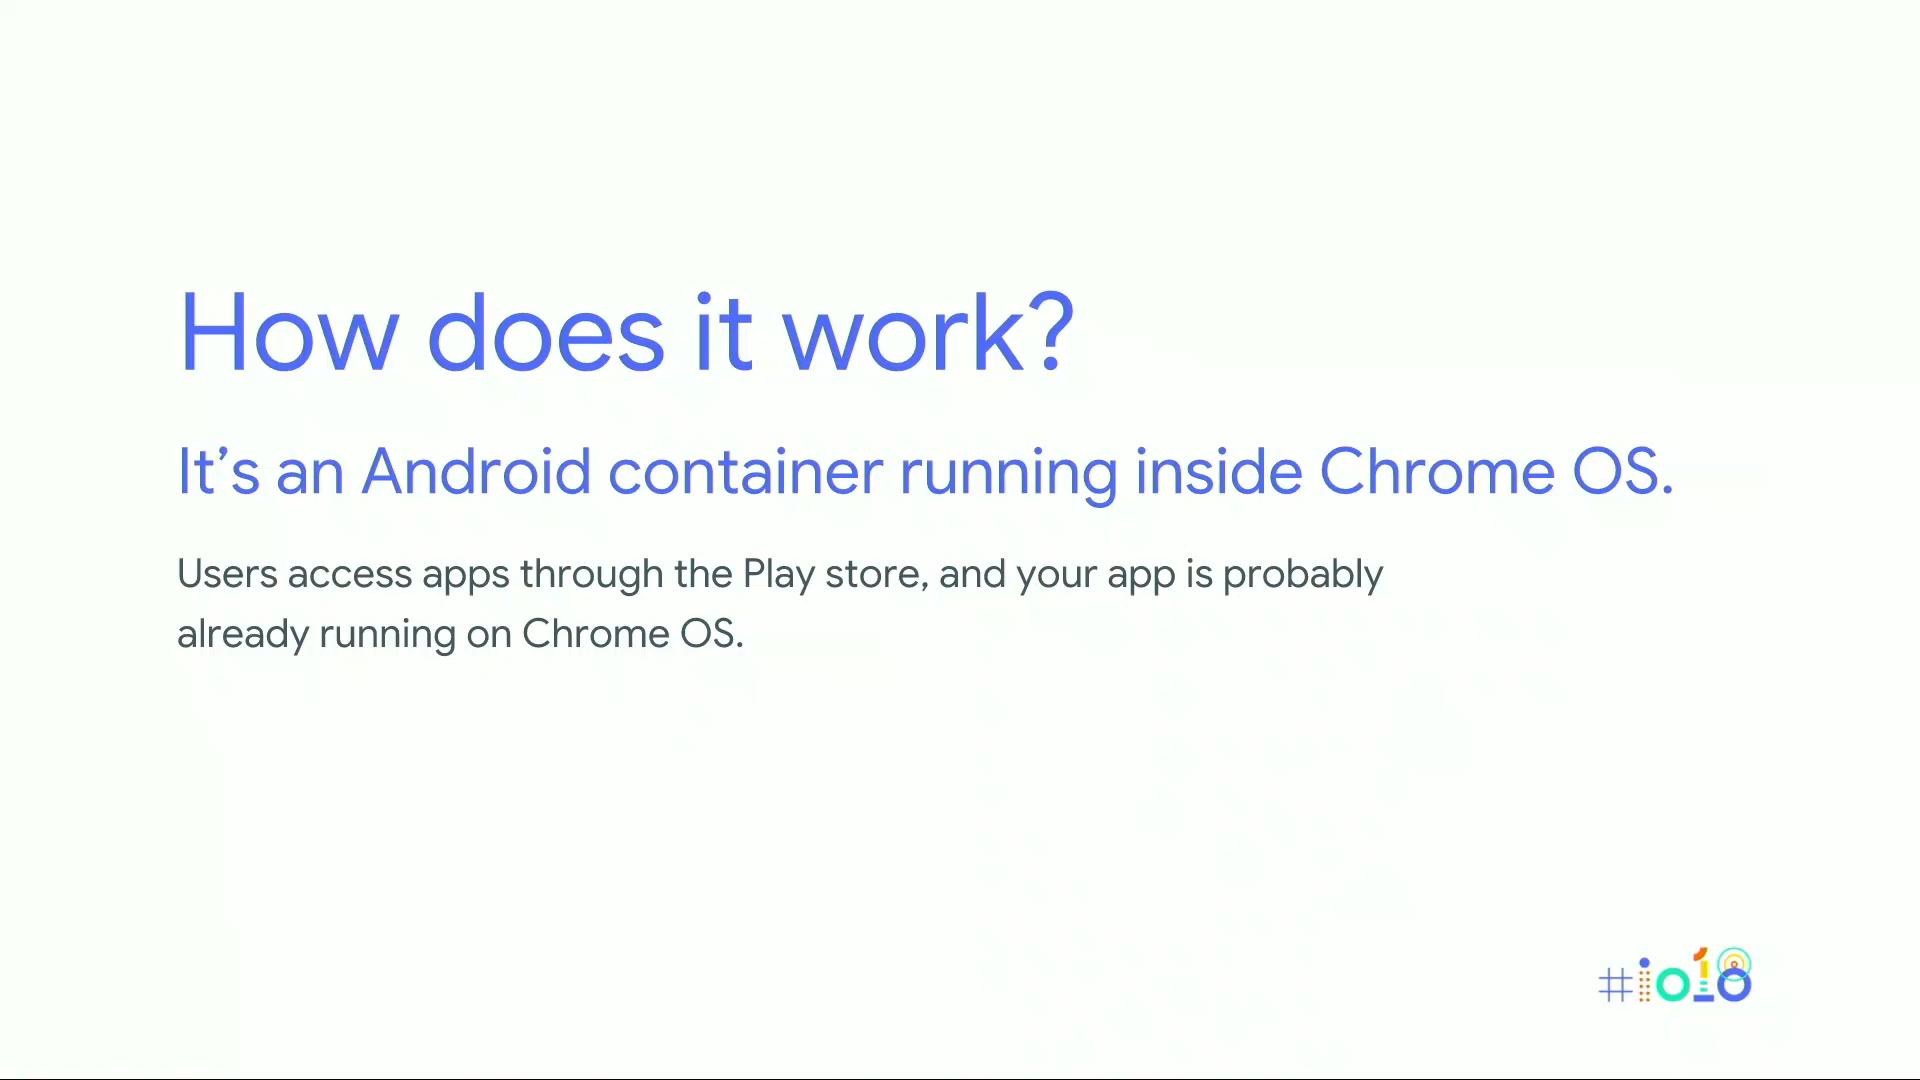 How does it work?
It’s an Android container running inside Chrome OS.
Users access apps through the Play store, and your app is probably
already running on Chrome OS.
#io18